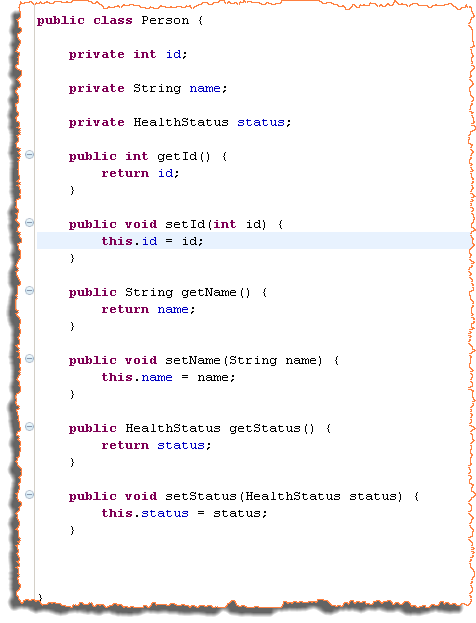 public class Person {
private int id;
private String name;
private HealthStatus status;
public int getId() {
return id;
}
public void setId(int id) {
this.id = id;
}
public String getName() {
return name;
}
public void setName(String name) {
this.name = name;
}
public HealthStatus getStatus() {
return status;
}
public void setStatus(HealthStatus status) {
this.status = status;
}
}